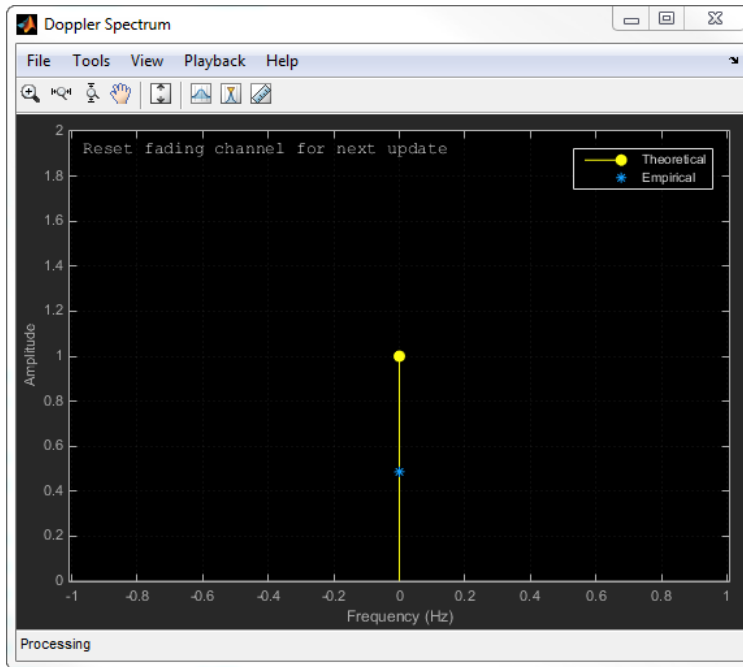 Doppler Spectrum
File Tools View Playback Help
Reset fading channel for next update
Theoretical
Empirical
2
1.8
1.6
1.4
1.2
1
0.8
0.6
0.4
0.2
0
Amplitude
-1 -0.8 -0.6 -0.4 -0.2 0 0.2 0.4 0.6 0.8 1
Frequency (Hz)
Processing